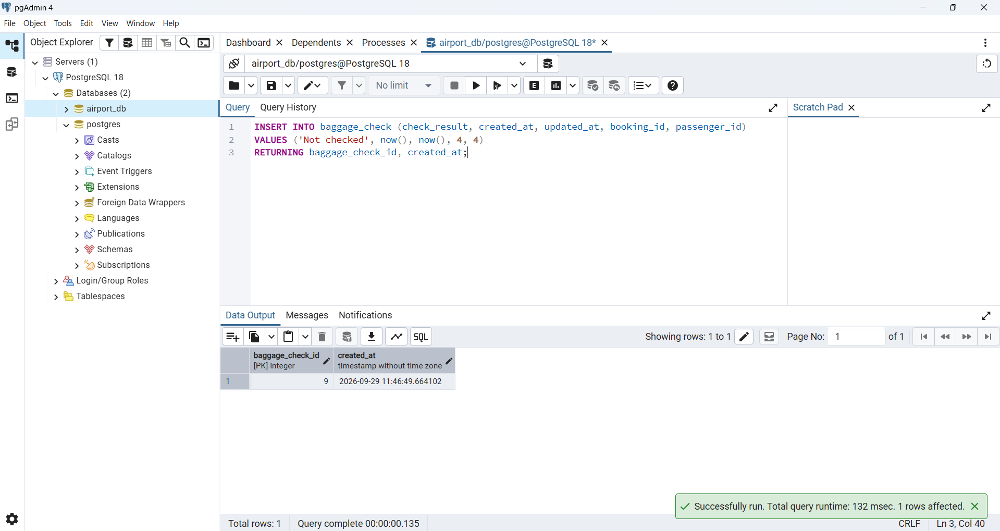 pgAdmin 4
File Object Tools Edit View Window Help
Object Explorer
Dashboard Dependents Processes airport_db/postgres@PostgreSQL 18*
Servers (1)
PostgreSQL 18
Databases (2)
airport_db
postgres
Casts
Catalogs
Event Triggers
Extensions
Foreign Data Wrappers
Languages
Publications
Schemas
Subscriptions
Login/Group Roles
Tablespaces
airport_db/postgres@PostgreSQL 18
No limit
E
Query Query History
Scratch Pad
1 INSERT INTO baggage_check (check_result, created_at, updated_at, booking_id, passenger_id)
2 VALUES ('Not checked', now(), now(), 4, 4)
3 RETURNING baggage_check_id, created_at;
Data Output Messages Notifications
SQL
Showing rows: 1 to 1 Page No: 1 of 1
baggage_check_id created_at
[PK] integer timestamp without time zone
1 9 2026-09-29 11:46:49.664102
Successfully run. Total query runtime: 132 msec. 1 rows affected.
Total rows: 1 Query complete 00:00:00.135 CRLF Ln 3, Col 40